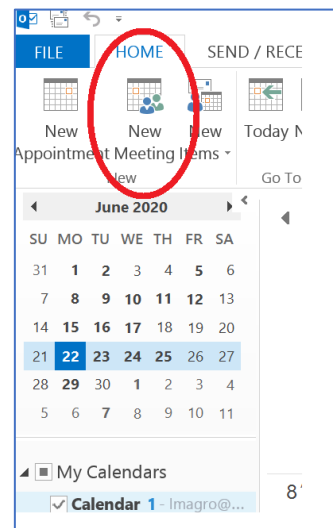 FILE HOME SEND / RECE
New New New Today N
Appointment Meeting Items
New Go To
June 2020
SU MO TU WE TH FR SA
31 1 2 3 4 5 6
7 8 9 10 11 12 13
14 15 16 17 18 19 20
21 22 23 24 25 26 27
28 29 30 1 2 3 4
5 6 7 8 9 10 11
My Calendars
Calendar 1 - lmagro@...
8